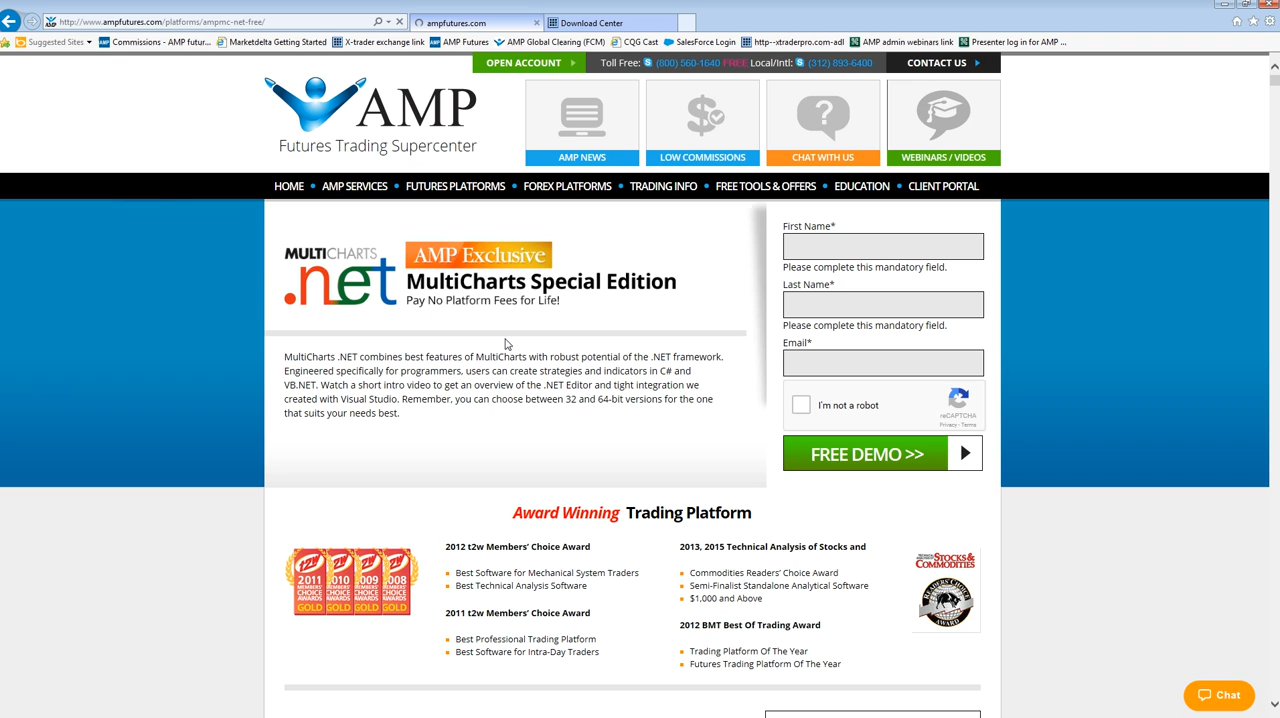 http://www.ampfutures.com/platforms/ampmc-net-free/
ampfutures.com
Download Center
Suggested Sites
Commissions - AMP futur...
Marketdelta Getting Started
X-trader exchange link
AMP Futures
AMP Global Clearing (FCM)
CQG Cast
SalesForce Login
http--xtraderpro.com-adl
AMP admin webinars link
Presenter log in for AMP ...
OPEN ACCOUNT
Toll Free: (800) 560-1640 FREE Local/Intl: (312) 893-6400
CONTACT US
AMP
Futures Trading Supercenter
AMP NEWS
LOW COMMISSIONS
CHAT WITH US
WEBINARS / VIDEOS
HOME • AMP SERVICES • FUTURES PLATFORMS • FOREX PLATFORMS • TRADING INFO • FREE TOOLS & OFFERS • EDUCATION • CLIENT PORTAL
MULTICHARTS
.net
AMP Exclusive
MultiCharts Special Edition
Pay No Platform Fees for Life!
MultiCharts .NET combines best features of MultiCharts with robust potential of the .NET framework.
Engineered specifically for programmers, users can create strategies and indicators in C# and
VB.NET. Watch a short intro video to get an overview of the .NET Editor and tight integration we
created with Visual Studio. Remember, you can choose between 32 and 64-bit versions for the one
that suits your needs best.
First Name*
Please complete this mandatory field.
Last Name*
Please complete this mandatory field.
Email*
I'm not a robot
reCAPTCHA
Privacy - Terms
FREE DEMO >>
Award Winning Trading Platform
2011 2010 2009 2008
MEMBERS CHOICE AWARDS
GOLD GOLD GOLD GOLD
2012 t2w Members' Choice Award
Best Software for Mechanical System Traders
Best Technical Analysis Software
2011 t2w Members' Choice Award
Best Professional Trading Platform
Best Software for Intra-Day Traders
2013, 2015 Technical Analysis of Stocks and
Commodities Readers' Choice Award
Semi-Finalist Standalone Analytical Software
$1,000 and Above
2012 BMT Best Of Trading Award
Trading Platform Of The Year
Futures Trading Platform Of The Year
STOCKS &
COMMODITIES
READERS' CHOICE
AWARD
Chat